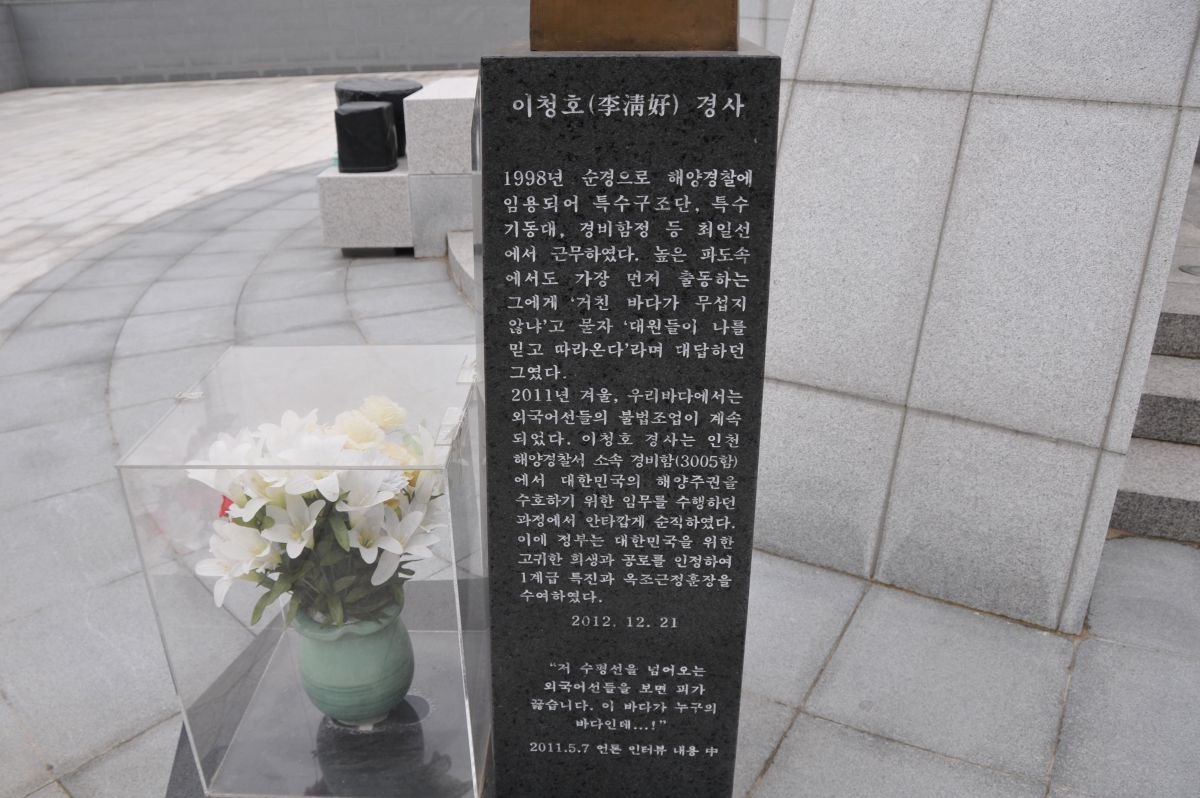 이청호(李淸好) 경사
1998년 순경으로 해양경찰에
임용되어 특수구조단, 특수
기동대, 경비함정 등 최일선
에서 근무하였다. 높은 파도속
에서도 가장 먼저 출동하는
그에게 ‘거친 바다가 무섭지
않냐’고 묻자 ‘대원들이 나를
믿고 따라온다’라며 대답하던
그였다.
2011년 겨울, 우리바다에서는
외국어선들의 불법조업이 계속
되었다. 이청호 경사는 인천
해양경찰서 소속 경비함(3005함)
에서 대한민국의 해양주권을
수호하기 위한 임무를 수행하던
과정에서 안타깝게 순직하였다.
이에 정부는 대한민국을 위한
고귀한 희생과 공로를 인정하여
1계급 특진과 옥조근정훈장을
수여하였다.
2012. 12. 21
“저 수평선을 넘어오는
외국어선들을 보면 피가
끓습니다. 이 바다가 누구의
바다인데...!”
2011.5.7 언론 인터뷰 내용 中